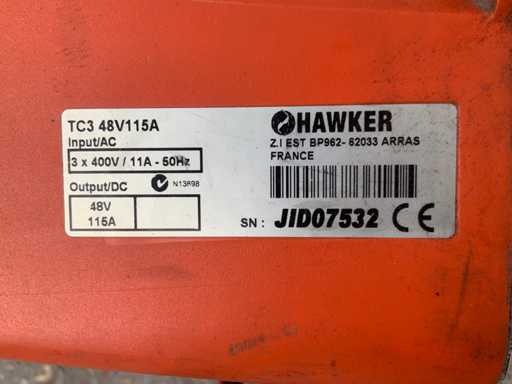 TC3 48V115A
Input/AC
3 x 400V / 11A - 50Hz
Output/DC
N13698
48V
115A
HAWKER
Z.I EST BP962- 62033 ARRAS
FRANCE
SN : JID07532 CE